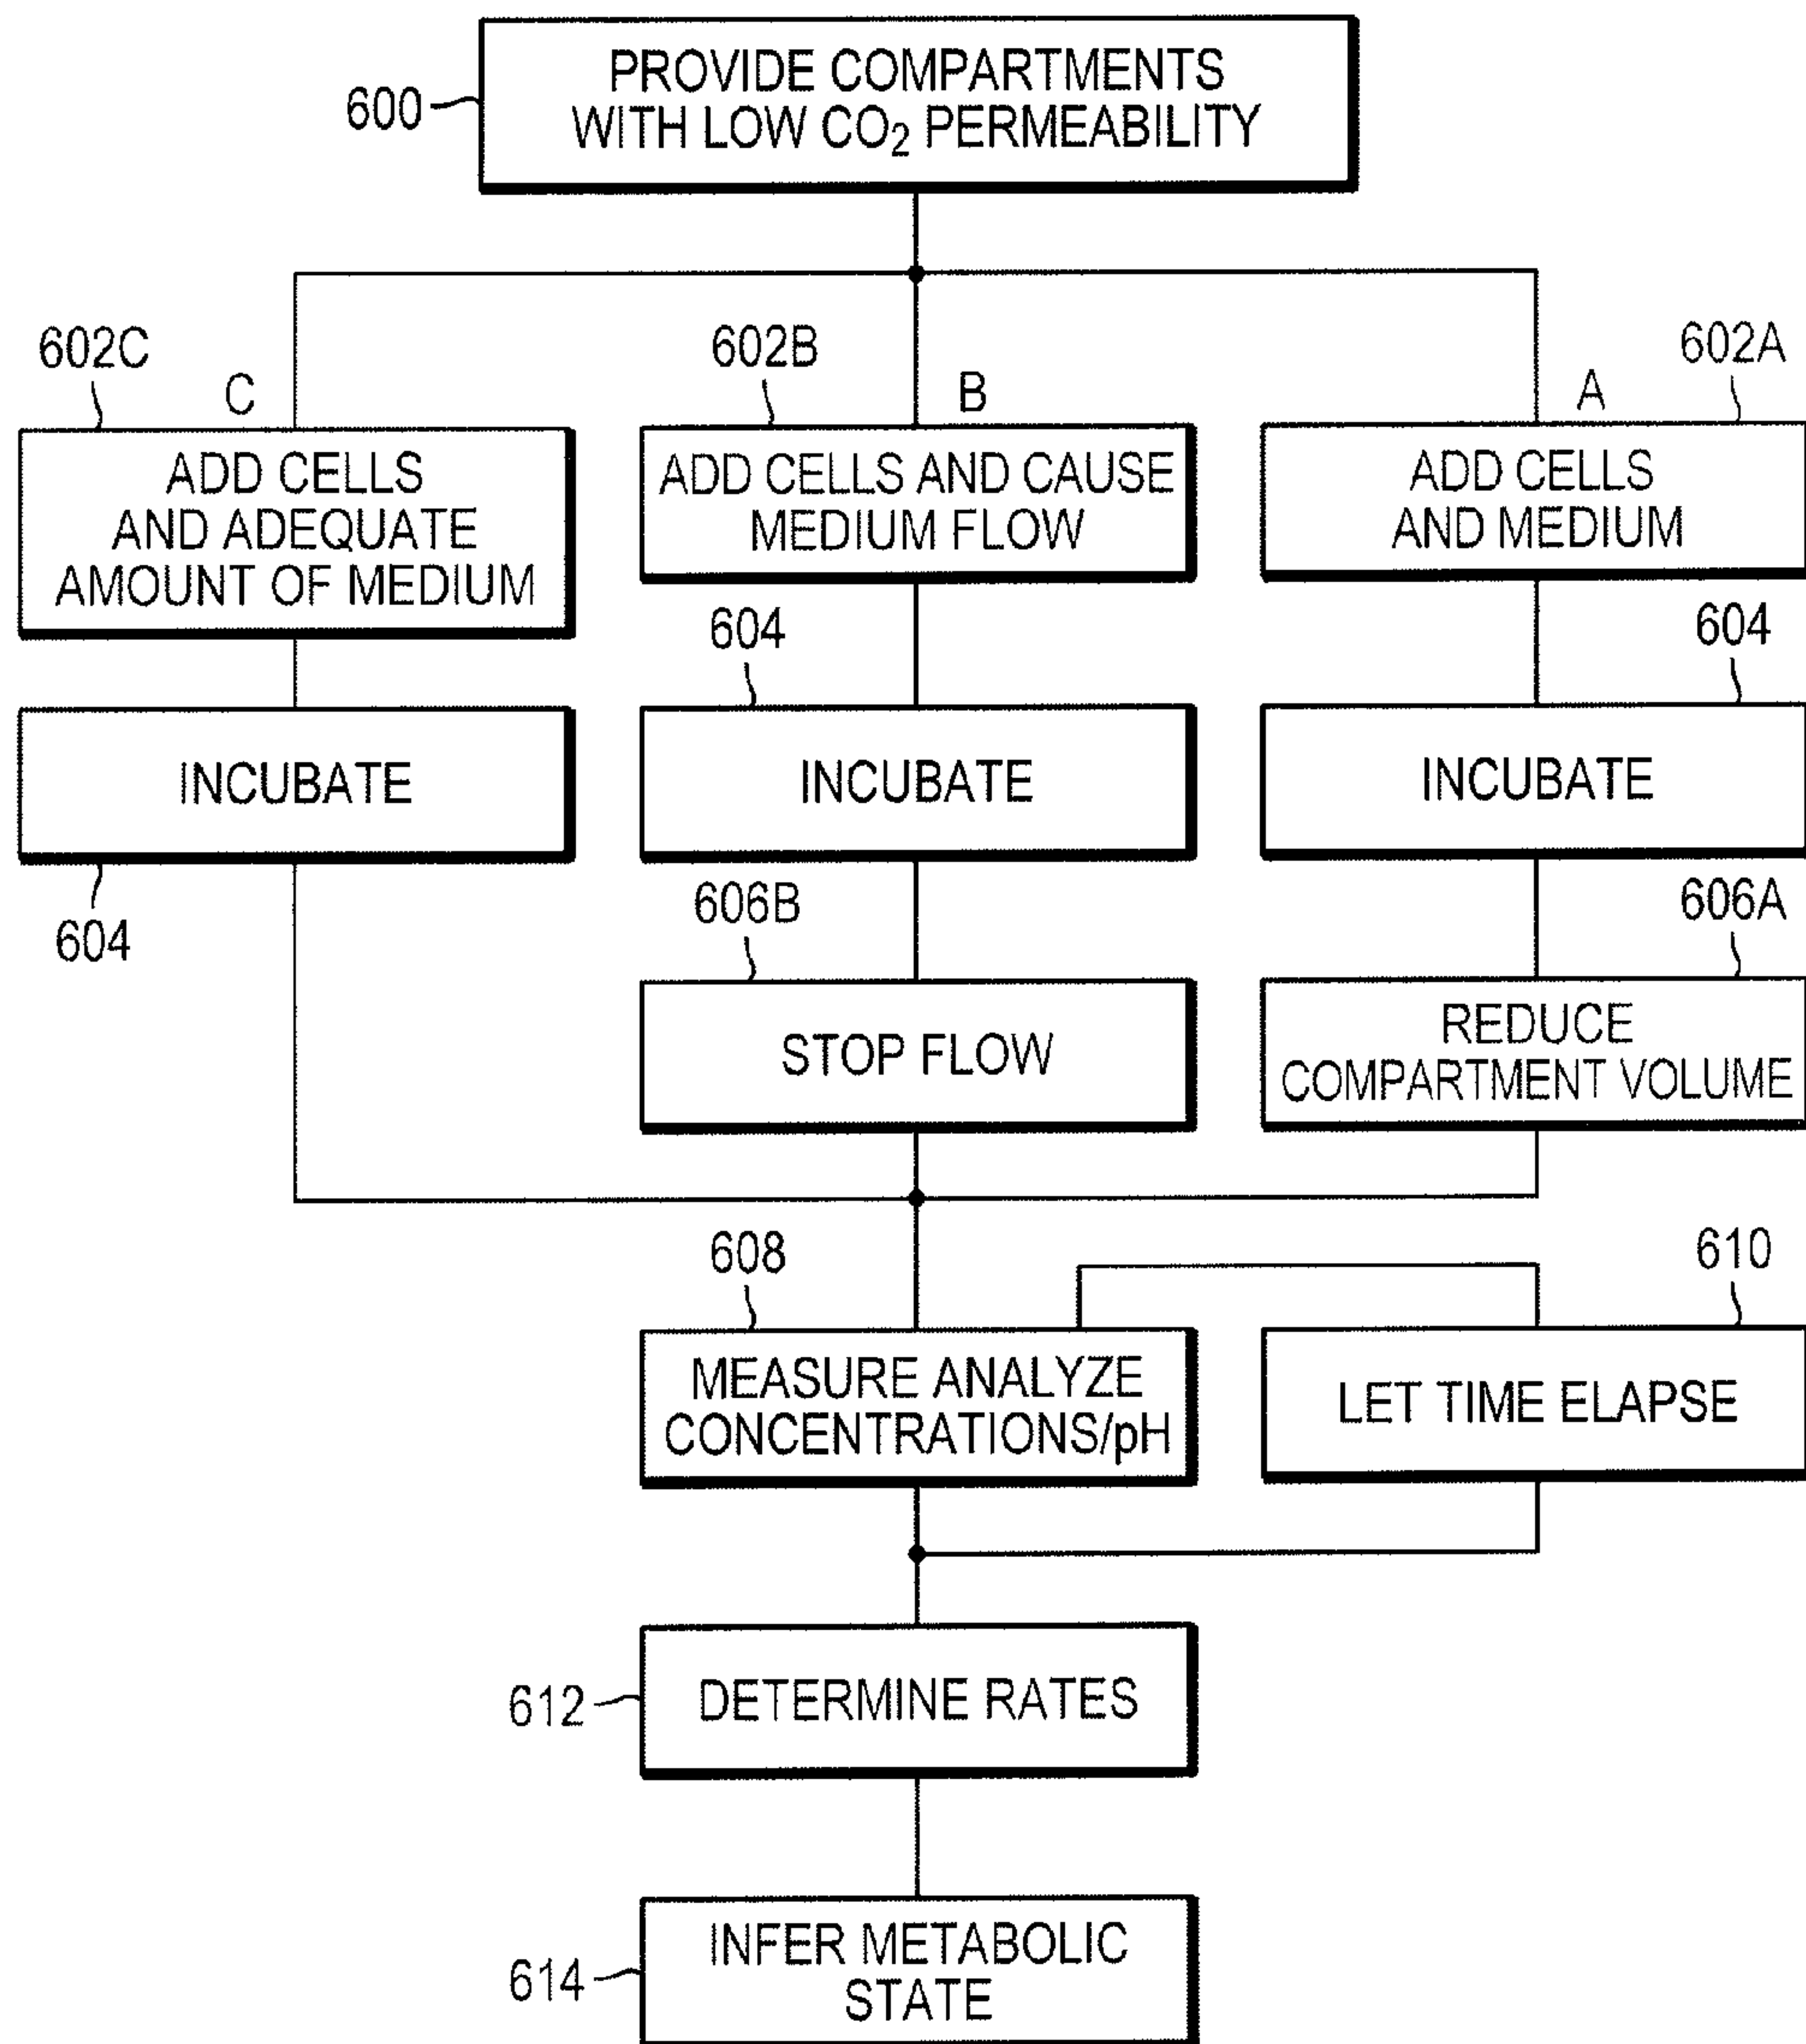 PROVIDE COMPARTMENTS
WITH LOW CO₂ PERMEABILITY
600
602C
602B
602A
C
B
A
ADD CELLS
AND ADEQUATE
AMOUNT OF MEDIUM
ADD CELLS AND CAUSE
MEDIUM FLOW
ADD CELLS
AND MEDIUM
604
604
INCUBATE
INCUBATE
INCUBATE
604
606B
606A
STOP FLOW
REDUCE
COMPARTMENT VOLUME
608
610
MEASURE ANALYZE
CONCENTRATIONS/pH
LET TIME ELAPSE
612
DETERMINE RATES
614
INFER METABOLIC
STATE